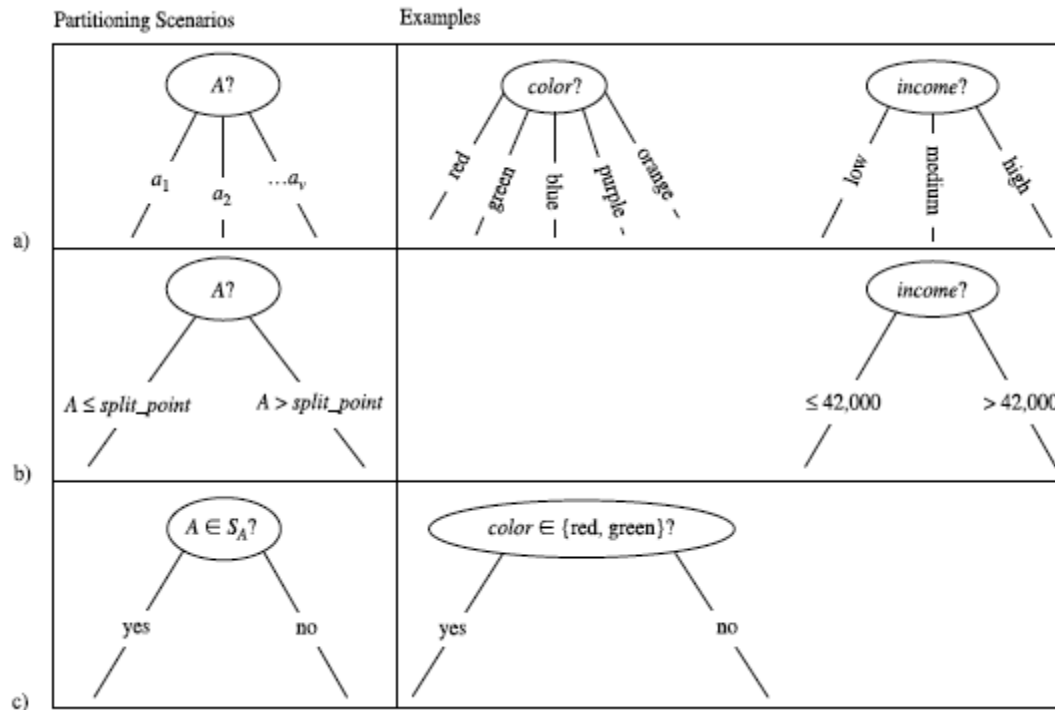 Partitioning Scenarios
Examples
A?
a1
a2
…av
color?
red
green
blue
purple
orange
income?
low
medium
high
a)
A?
A ≤ split_point
A > split_point
income?
≤ 42,000
> 42,000
b)
A ∈ SA?
yes
no
color ∈ {red, green}?
yes
no
c)